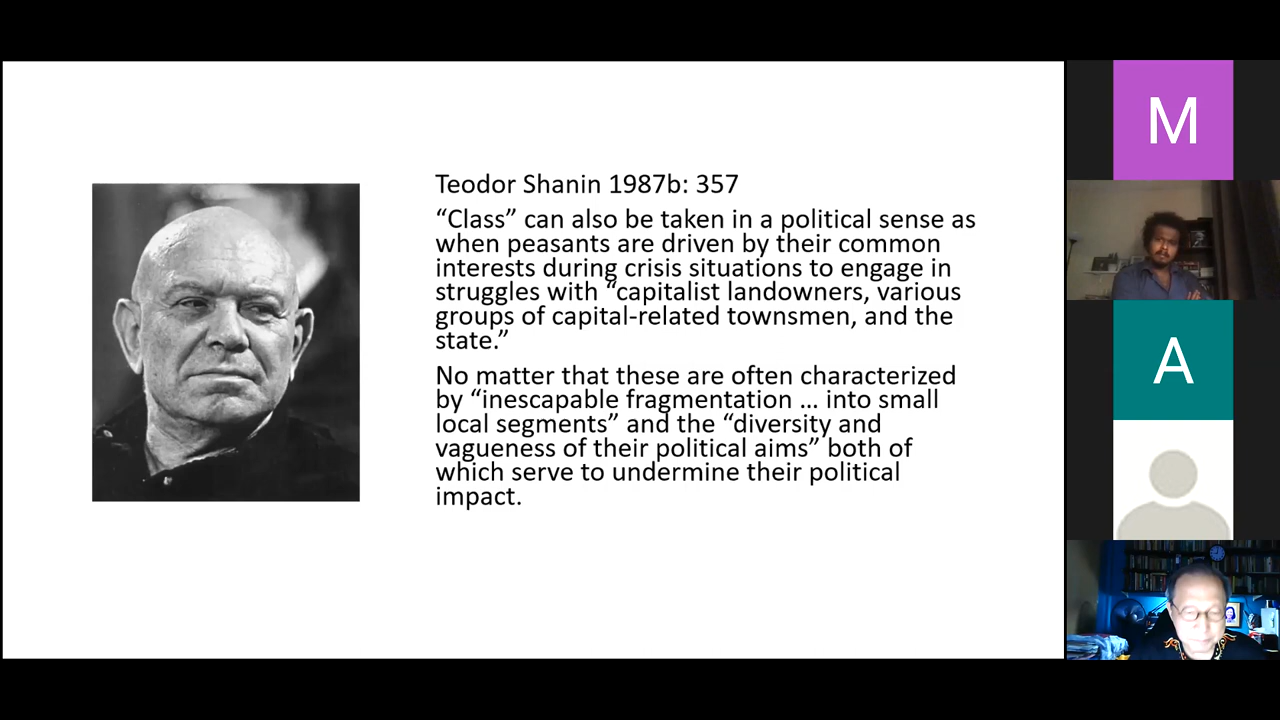 Teodor Shanin 1987b: 357
“Class” can also be taken in a political sense as
when peasants are driven by their common
interests during crisis situations to engage in
struggles with “capitalist landowners, various
groups of capital-related townsmen, and the
state.”
No matter that these are often characterized
by “inescapable fragmentation … into small
local segments” and the “diversity and
vagueness of their political aims” both of
which serve to undermine their political
impact.
M
A